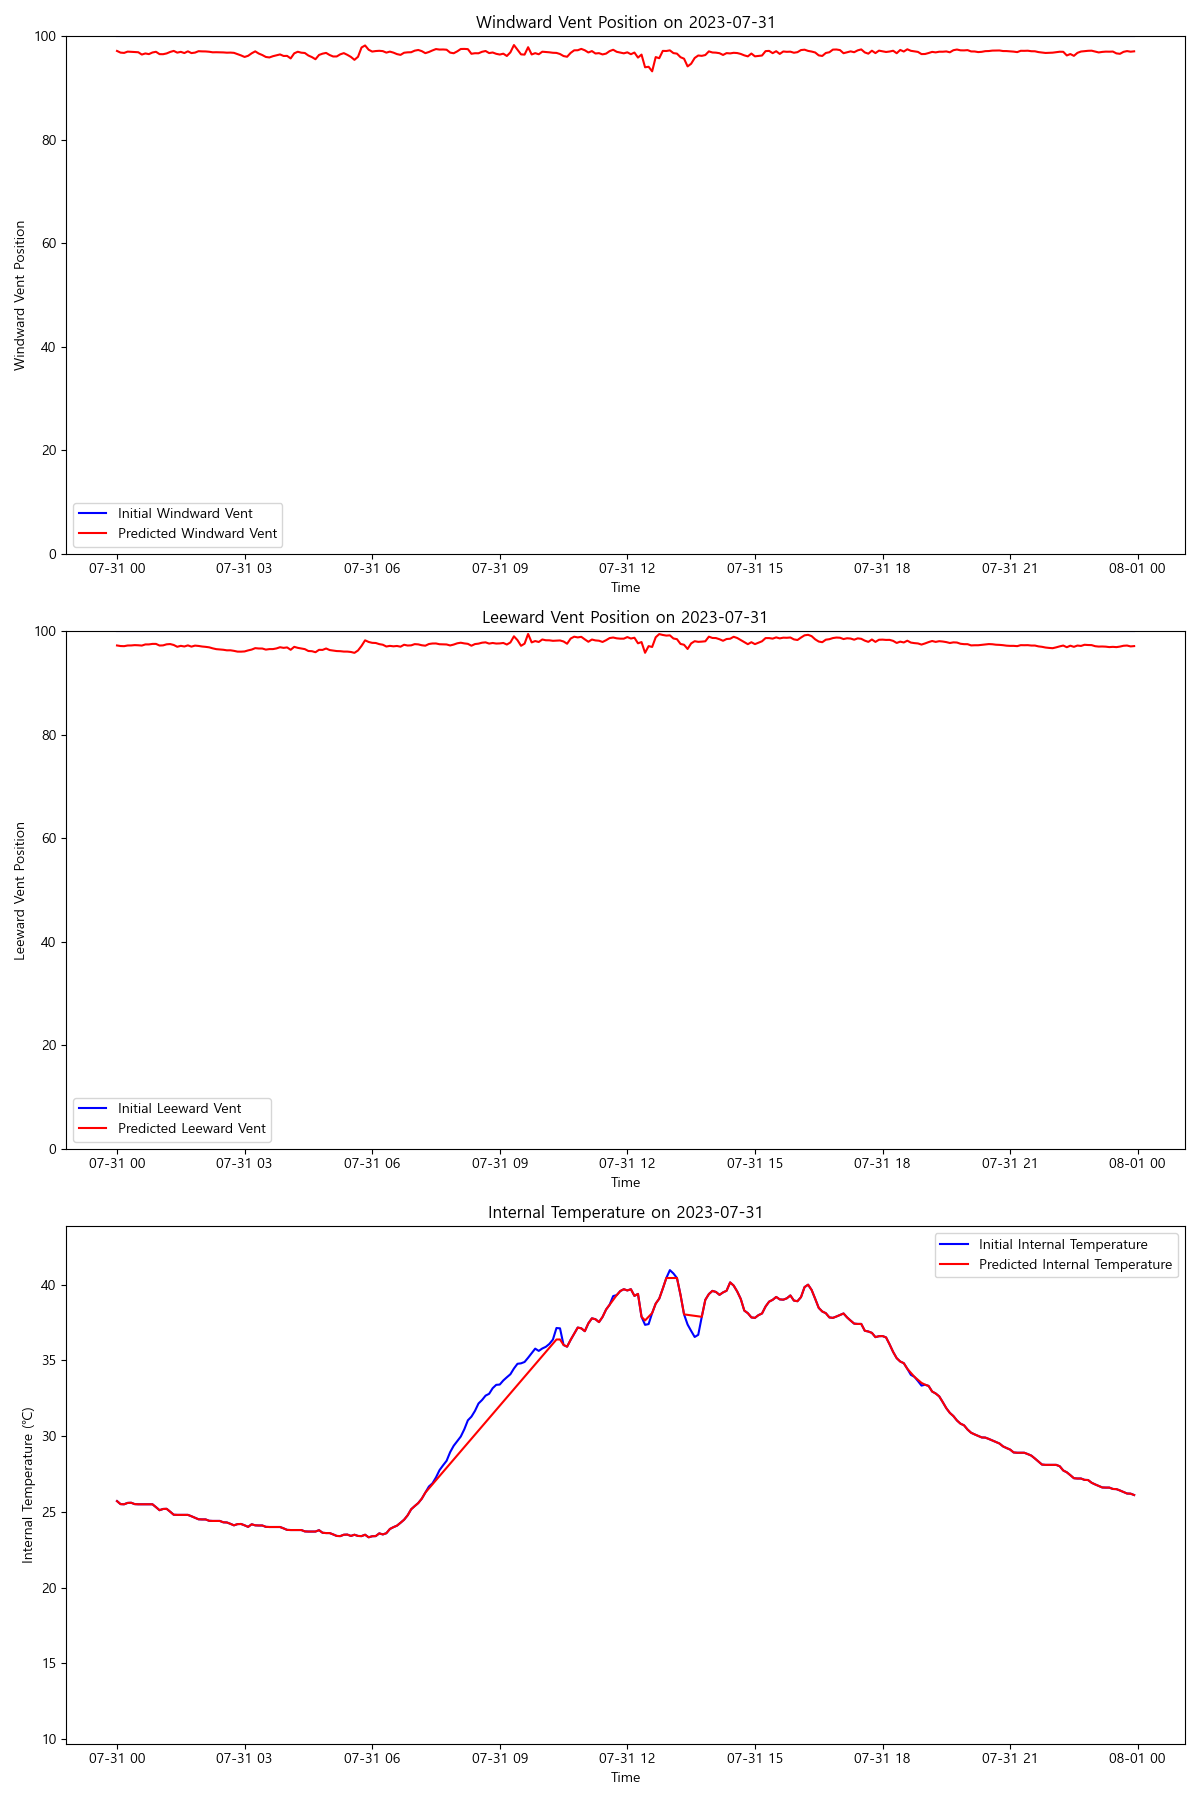 Windward Vent Position on 2023-07-31
100
80
60
40
20
0
Windward Vent Position
Initial Windward Vent
Predicted Windward Vent
07-31 00 07-31 03 07-31 06 07-31 09 07-31 12 07-31 15 07-31 18 07-31 21 08-01 00
Time
Leeward Vent Position on 2023-07-31
100
80
60
40
20
0
Leeward Vent Position
Initial Leeward Vent
Predicted Leeward Vent
07-31 00 07-31 03 07-31 06 07-31 09 07-31 12 07-31 15 07-31 18 07-31 21 08-01 00
Time
Internal Temperature on 2023-07-31
Initial Internal Temperature
Predicted Internal Temperature
40
35
30
25
20
15
10
Internal Temperature (℃)
07-31 00 07-31 03 07-31 06 07-31 09 07-31 12 07-31 15 07-31 18 07-31 21 08-01 00
Time